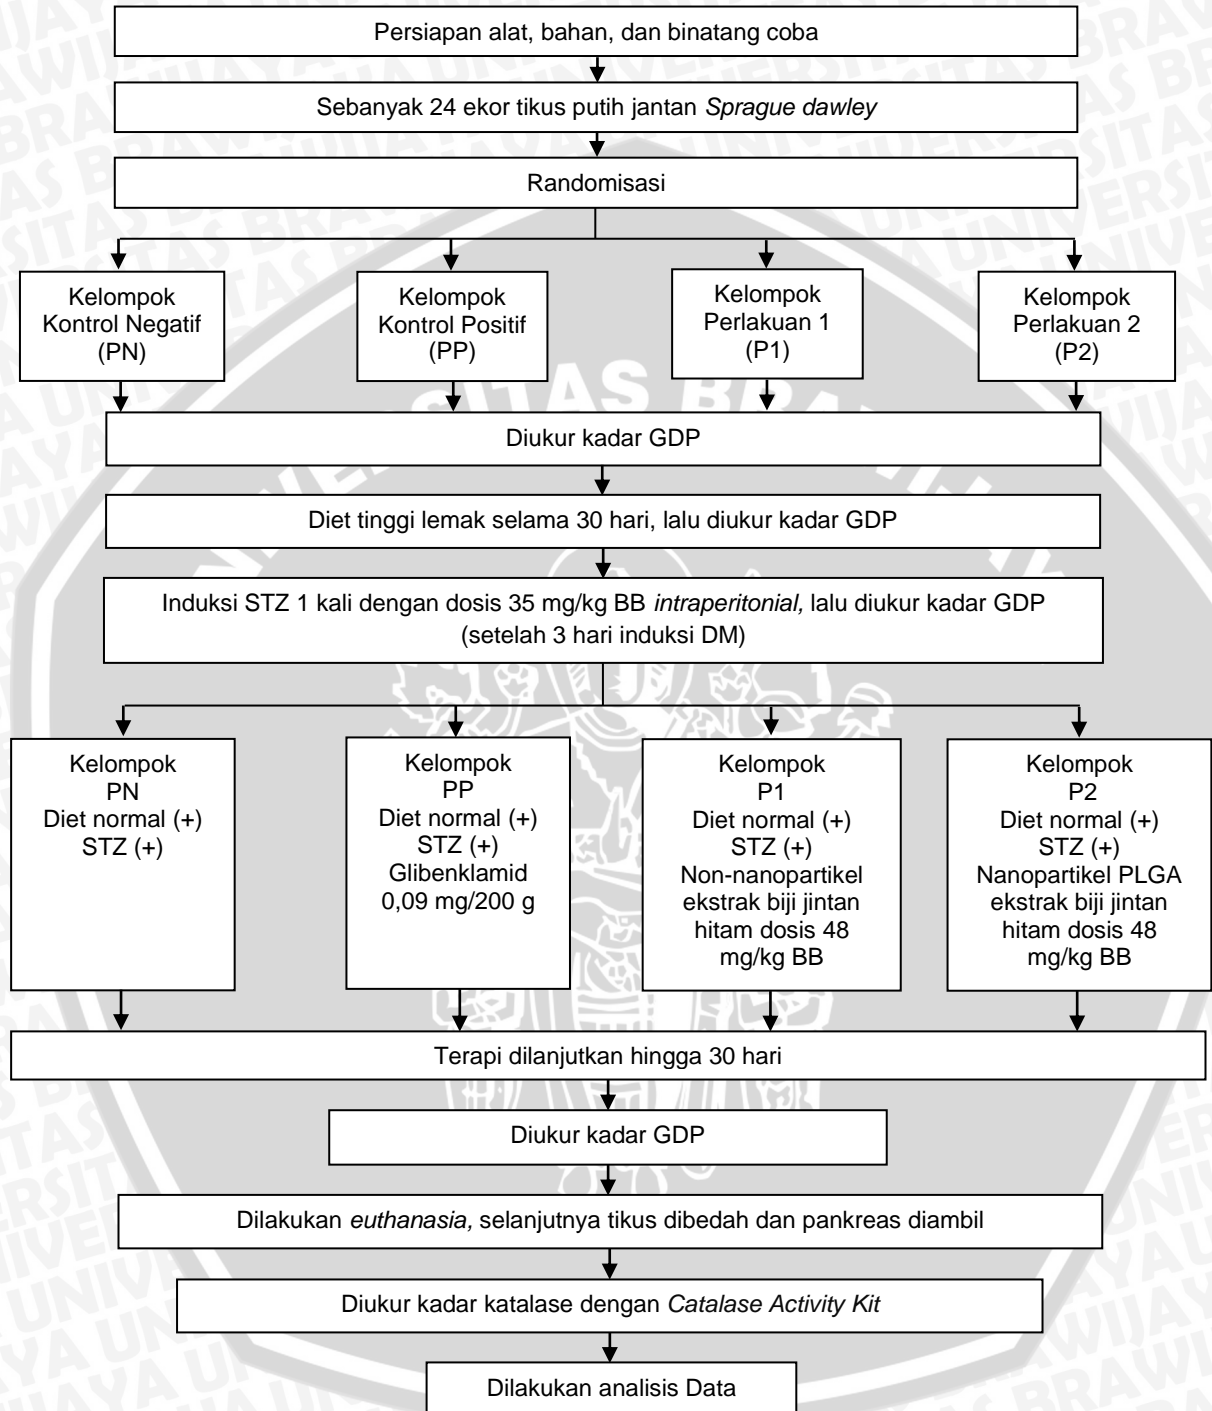 Persiapan alat, bahan, dan binatang coba
Sebanyak 24 ekor tikus putih jantan Sprague dawley
Randomisasi
Kelompok
Kontrol Negatif
(PN)
Kelompok
Kontrol Positif
(PP)
Kelompok
Perlakuan 1
(P1)
Kelompok
Perlakuan 2
(P2)
Diukur kadar GDP
Diet tinggi lemak selama 30 hari, lalu diukur kadar GDP
Induksi STZ 1 kali dengan dosis 35 mg/kg BB intraperitonial, lalu diukur kadar GDP
(setelah 3 hari induksi DM)
Kelompok
PN
Diet normal (+)
STZ (+)
Kelompok
PP
Diet normal (+)
STZ (+)
Glibenklamid
0,09 mg/200 g
Kelompok
P1
Diet normal (+)
STZ (+)
Non-nanopartikel
ekstrak biji jintan
hitam dosis 48
mg/kg BB
Kelompok
P2
Diet normal (+)
STZ (+)
Nanopartikel PLGA
ekstrak biji jintan
hitam dosis 48
mg/kg BB
Terapi dilanjutkan hingga 30 hari
Diukur kadar GDP
Dilakukan euthanasia, selanjutnya tikus dibedah dan pankreas diambil
Diukur kadar katalase dengan Catalase Activity Kit
Dilakukan analisis Data